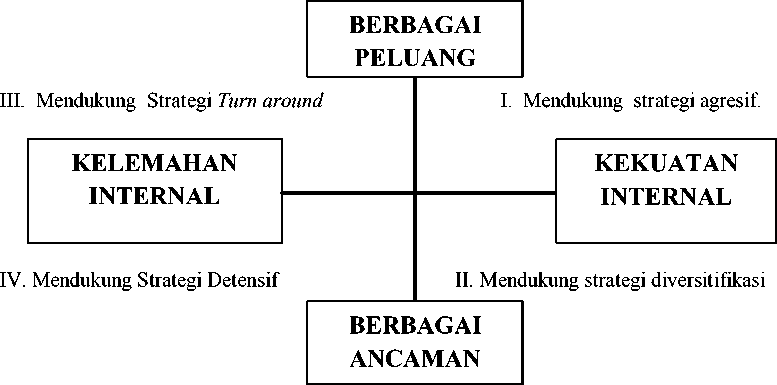 BERBAGAI
PELUANG
III. Mendukung Strategi Turn around
I. Mendukung strategi agresif.
KELEMAHAN
INTERNAL
KEKUATAN
INTERNAL
IV. Mendukung Strategi Detensif
II. Mendukung strategi diversitifikasi
BERBAGAI
ANCAMAN